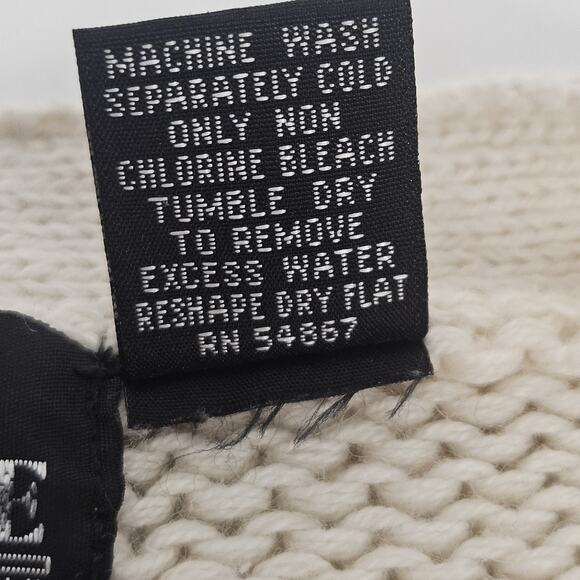 MACHINE WASH
SEPARATELY COLD
ONLY NON
CHLORINE BLEACH
TUMBLE DRY
TO REMOVE
EXCESS WATER
RESHAPE DRY FLAT
RN 54867
E